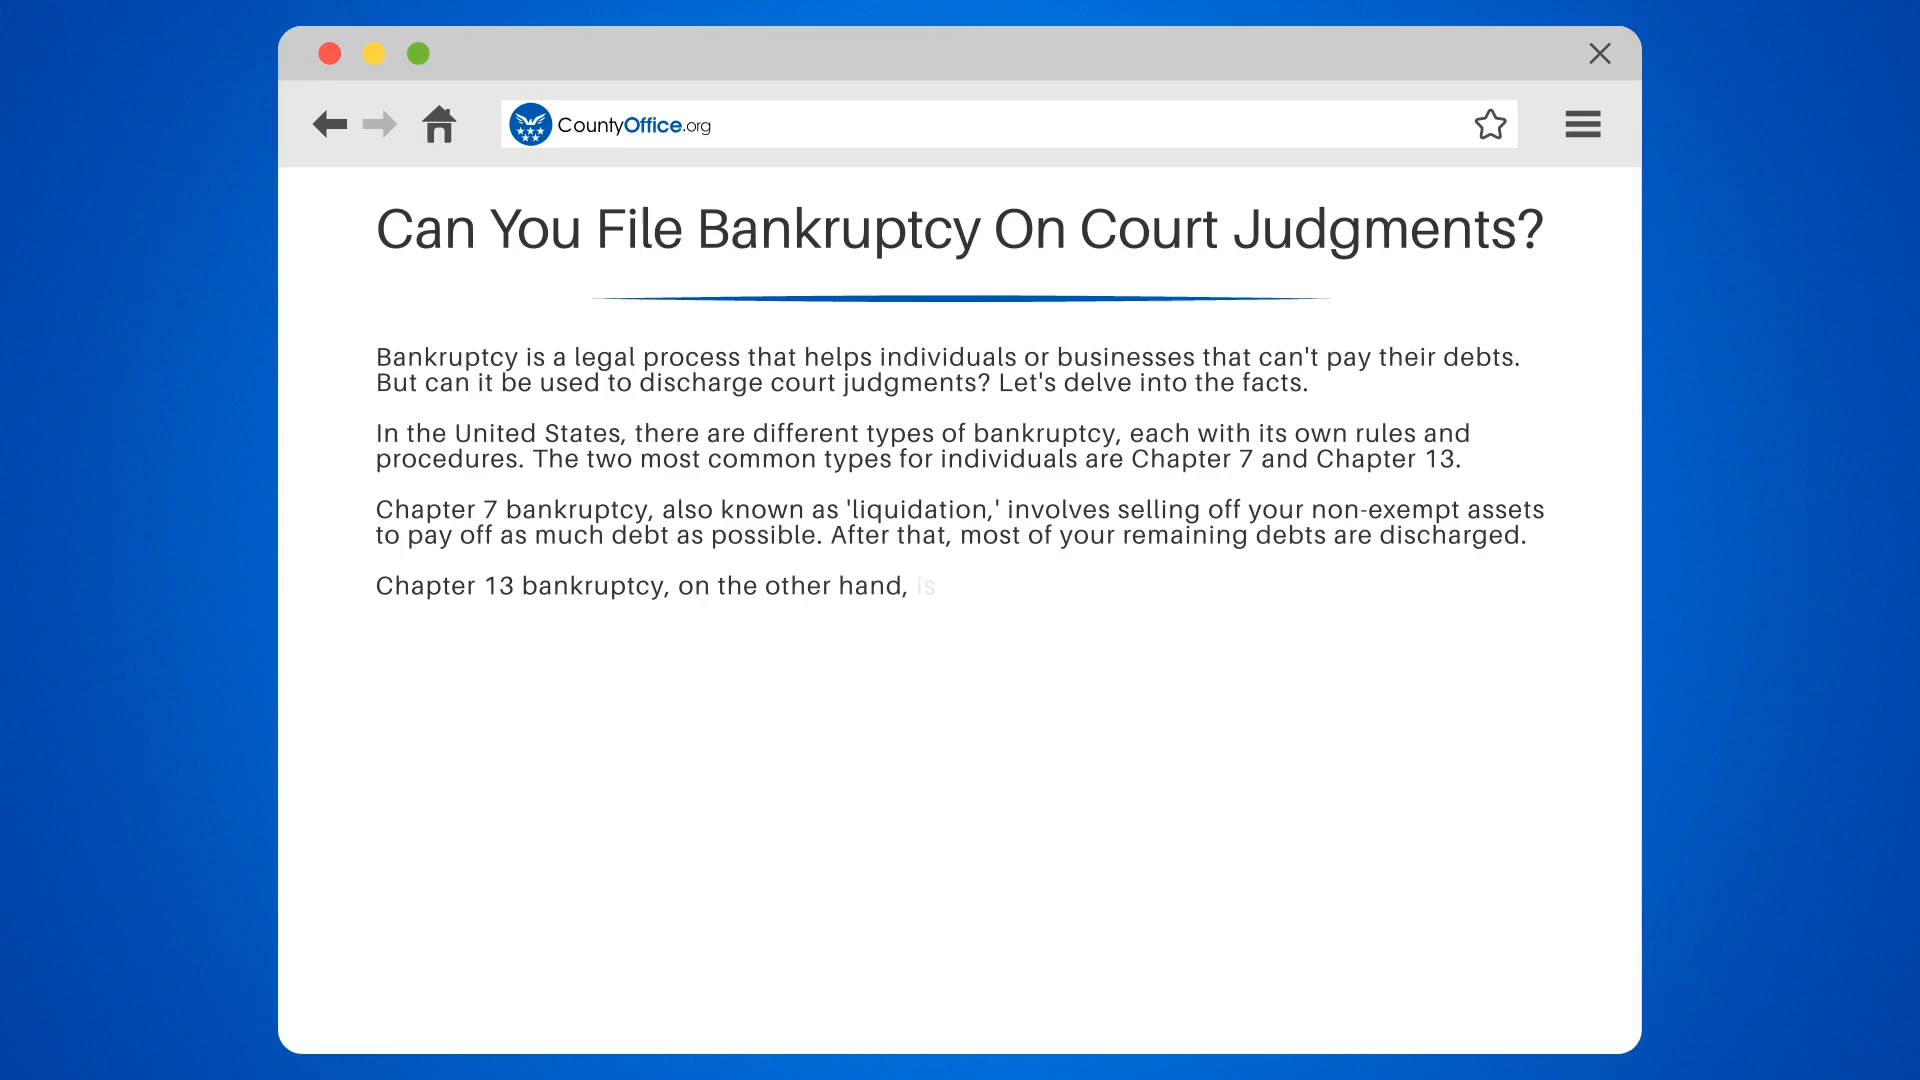 CountyOffice.org
Can You File Bankruptcy On Court Judgments?
Bankruptcy is a legal process that helps individuals or businesses that can't pay their debts.
But can it be used to discharge court judgments? Let's delve into the facts.
In the United States, there are different types of bankruptcy, each with its own rules and
procedures. The two most common types for individuals are Chapter 7 and Chapter 13.
Chapter 7 bankruptcy, also known as 'liquidation,' involves selling off your non-exempt assets
to pay off as much debt as possible. After that, most of your remaining debts are discharged.
Chapter 13 bankruptcy, on the other hand, is